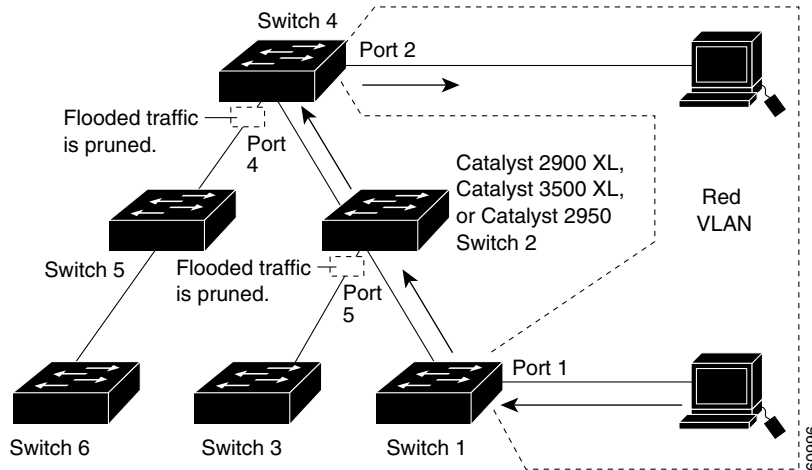 Switch 4
Port 2
Flooded traffic
is pruned.
Port
4
Catalyst 2900 XL,
Catalyst 3500 XL,
or Catalyst 2950
Switch 2
Red
VLAN
Switch 5
Flooded traffic
is pruned.
Port
5
Port 1
Switch 6
Switch 3
Switch 1